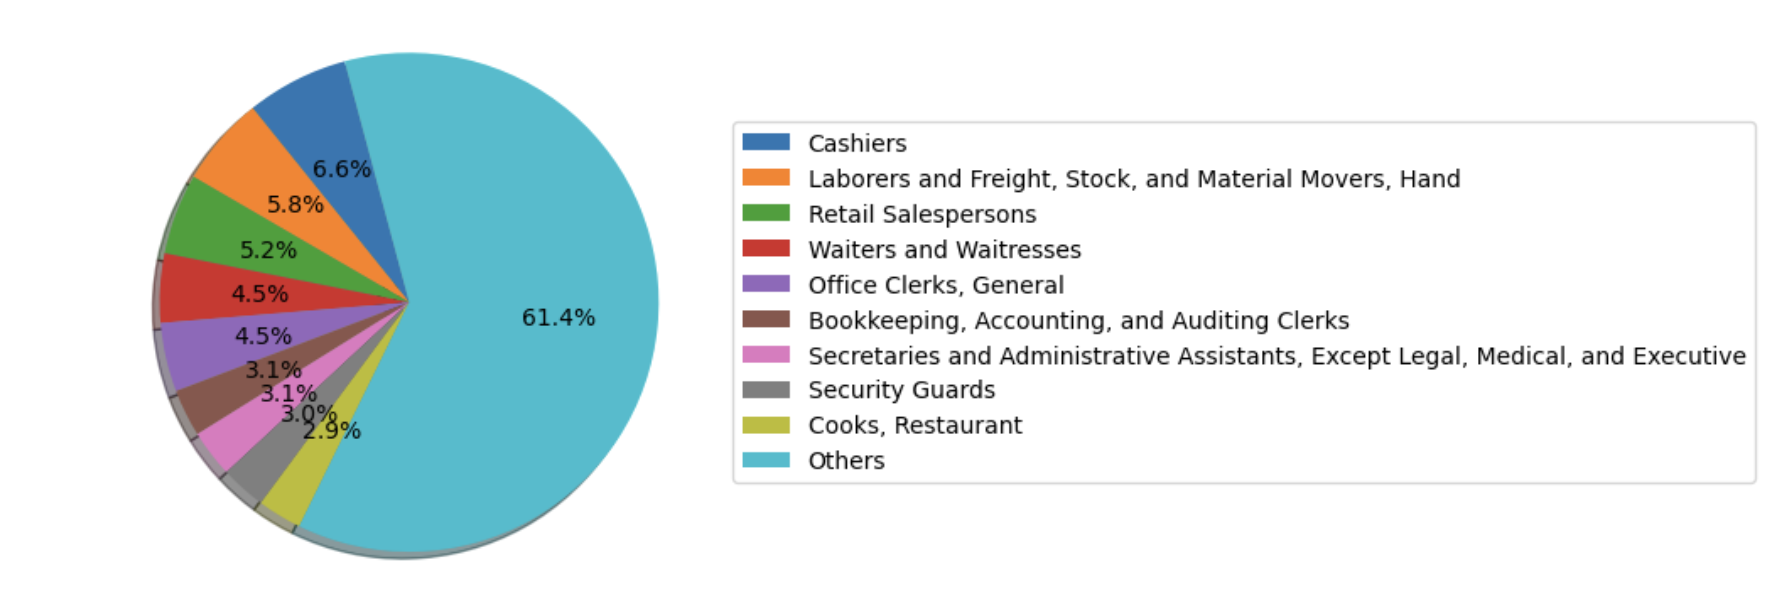 6.6%
5.8%
5.2%
4.5%
4.5%
3.1%
3.1%
3.0%
2.9%
61.4%
Cashiers
Laborers and Freight, Stock, and Material Movers, Hand
Retail Salespersons
Waiters and Waitresses
Office Clerks, General
Bookkeeping, Accounting, and Auditing Clerks
Secretaries and Administrative Assistants, Except Legal, Medical, and Executive
Security Guards
Cooks, Restaurant
Others